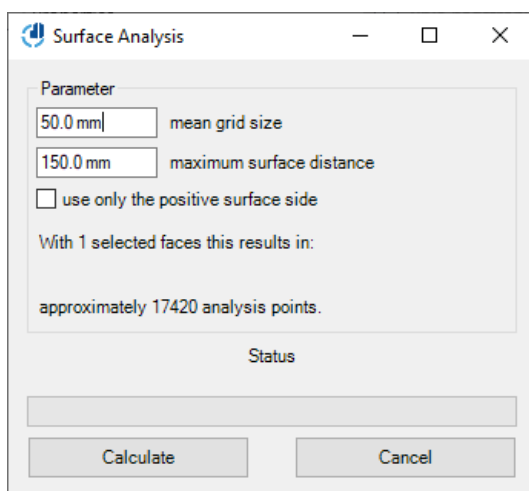 Surface Analysis
Parameter
50.0 mm mean grid size
150.0 mm maximum surface distance
use only the positive surface side
With 1 selected faces this results in:
approximately 17420 analysis points.
Status
Calculate Cancel